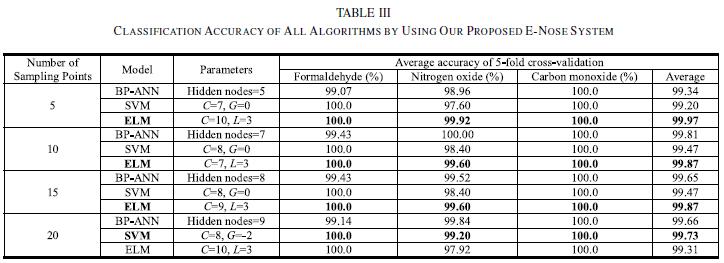 TABLE III
CLASSIFICATION ACCURACY OF ALL ALGORITHMS BY USING OUR PROPOSED E-NOSE SYSTEM
Number of Sampling Points Model Parameters Average accuracy of 5-fold cross-validation
Formaldehyde (%) Nitrogen oxide (%) Carbon monoxide (%) Average
5 BP-ANN Hidden nodes=5 99.07 98.96 100.0 99.34
SVM C=7, G=0 100.0 97.60 100.0 99.20
ELM C=10, L=3 100.0 99.92 100.0 99.97
10 BP-ANN Hidden nodes=7 99.43 100.00 100.0 99.81
SVM C=8, G=0 100.0 98.40 100.0 99.47
ELM C=7, L=3 100.0 99.60 100.0 99.87
15 BP-ANN Hidden nodes=8 99.43 99.52 100.0 99.65
SVM C=8, G=0 100.0 98.40 100.0 99.47
ELM C=9, L=3 100.0 99.60 100.0 99.87
20 BP-ANN Hidden nodes=9 99.14 99.84 100.0 99.66
SVM C=8, G=-2 100.0 99.20 100.0 99.73
ELM C=10, L=3 100.0 97.92 100.0 99.31